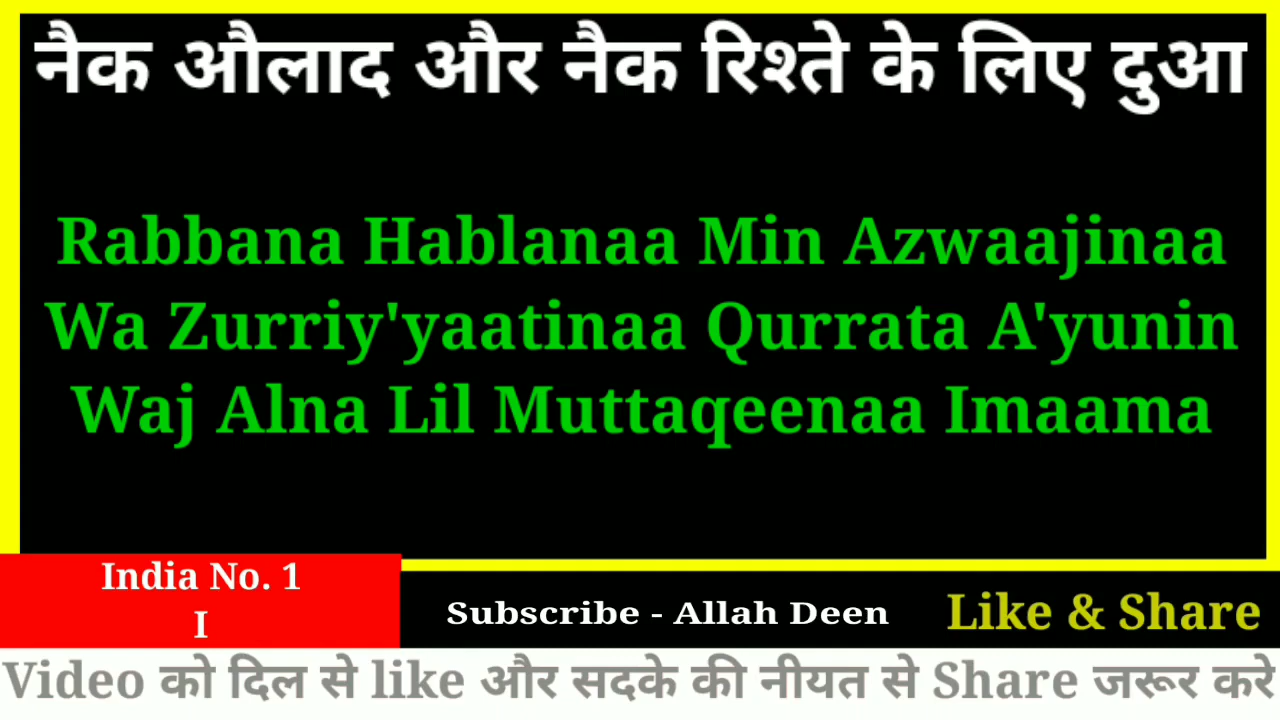 नैक औलाद और नैक रिश्ते के लिए दुआ
Rabbana Hablanaa Min Azwaajinaa
Wa Zurriy'yaatinaa Qurrata A'yunin
Waj Alna Lil Muttaqeenaa Imaama
India No. 1
I
Subscribe - Allah Deen
Like & Share
Video को दिल से like और सदके की नीयत से Share जरूर करे